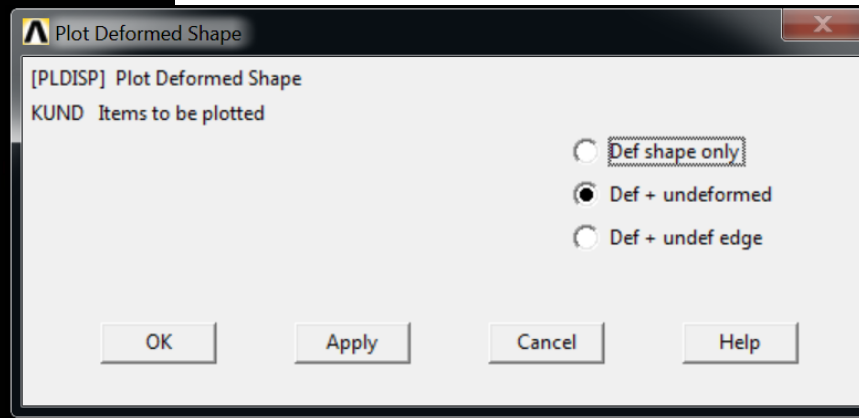 Plot Deformed Shape
[PLDISP] Plot Deformed Shape
KUND Items to be plotted
Def shape only
Def + undeformed
Def + undef edge
OK Apply Cancel Help